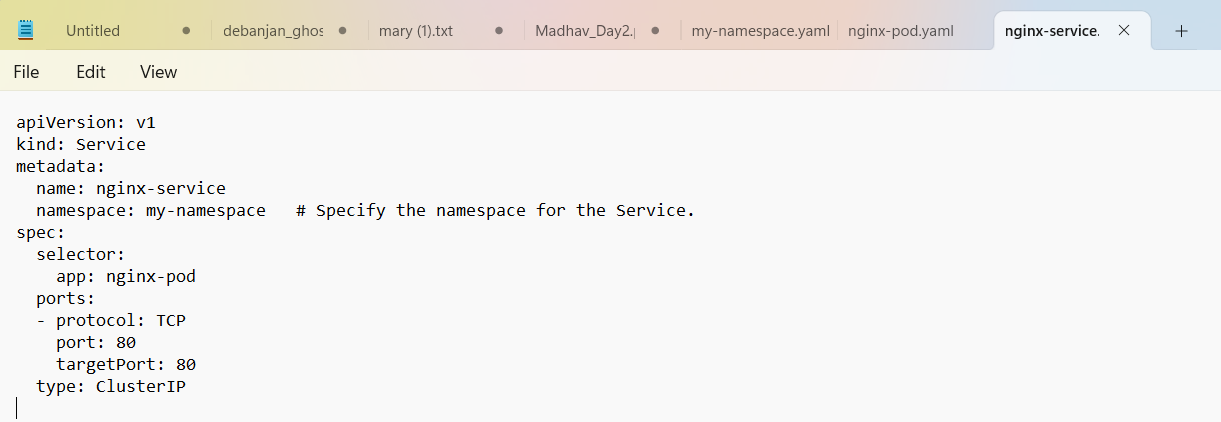 Untitled debanjan_ghos mary (1).txt Madhav_Day2.p my-namespace.yaml nginx-pod.yaml nginx-service.
File Edit View
apiVersion: v1
kind: Service
metadata:
  name: nginx-service
  namespace: my-namespace   # Specify the namespace for the Service.
spec:
  selector:
    app: nginx-pod
  ports:
  - protocol: TCP
    port: 80
    targetPort: 80
  type: ClusterIP